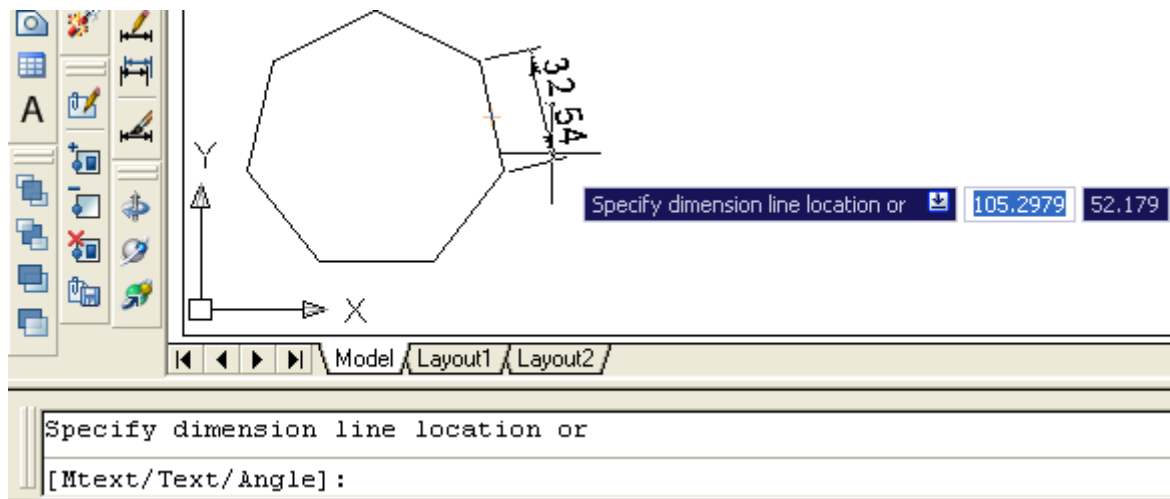 A
32.54
Y
Specify dimension line location or 105.2979 52.179
X
Model Layout1 Layout2
Specify dimension line location or
[Mtext/Text/Angle]: